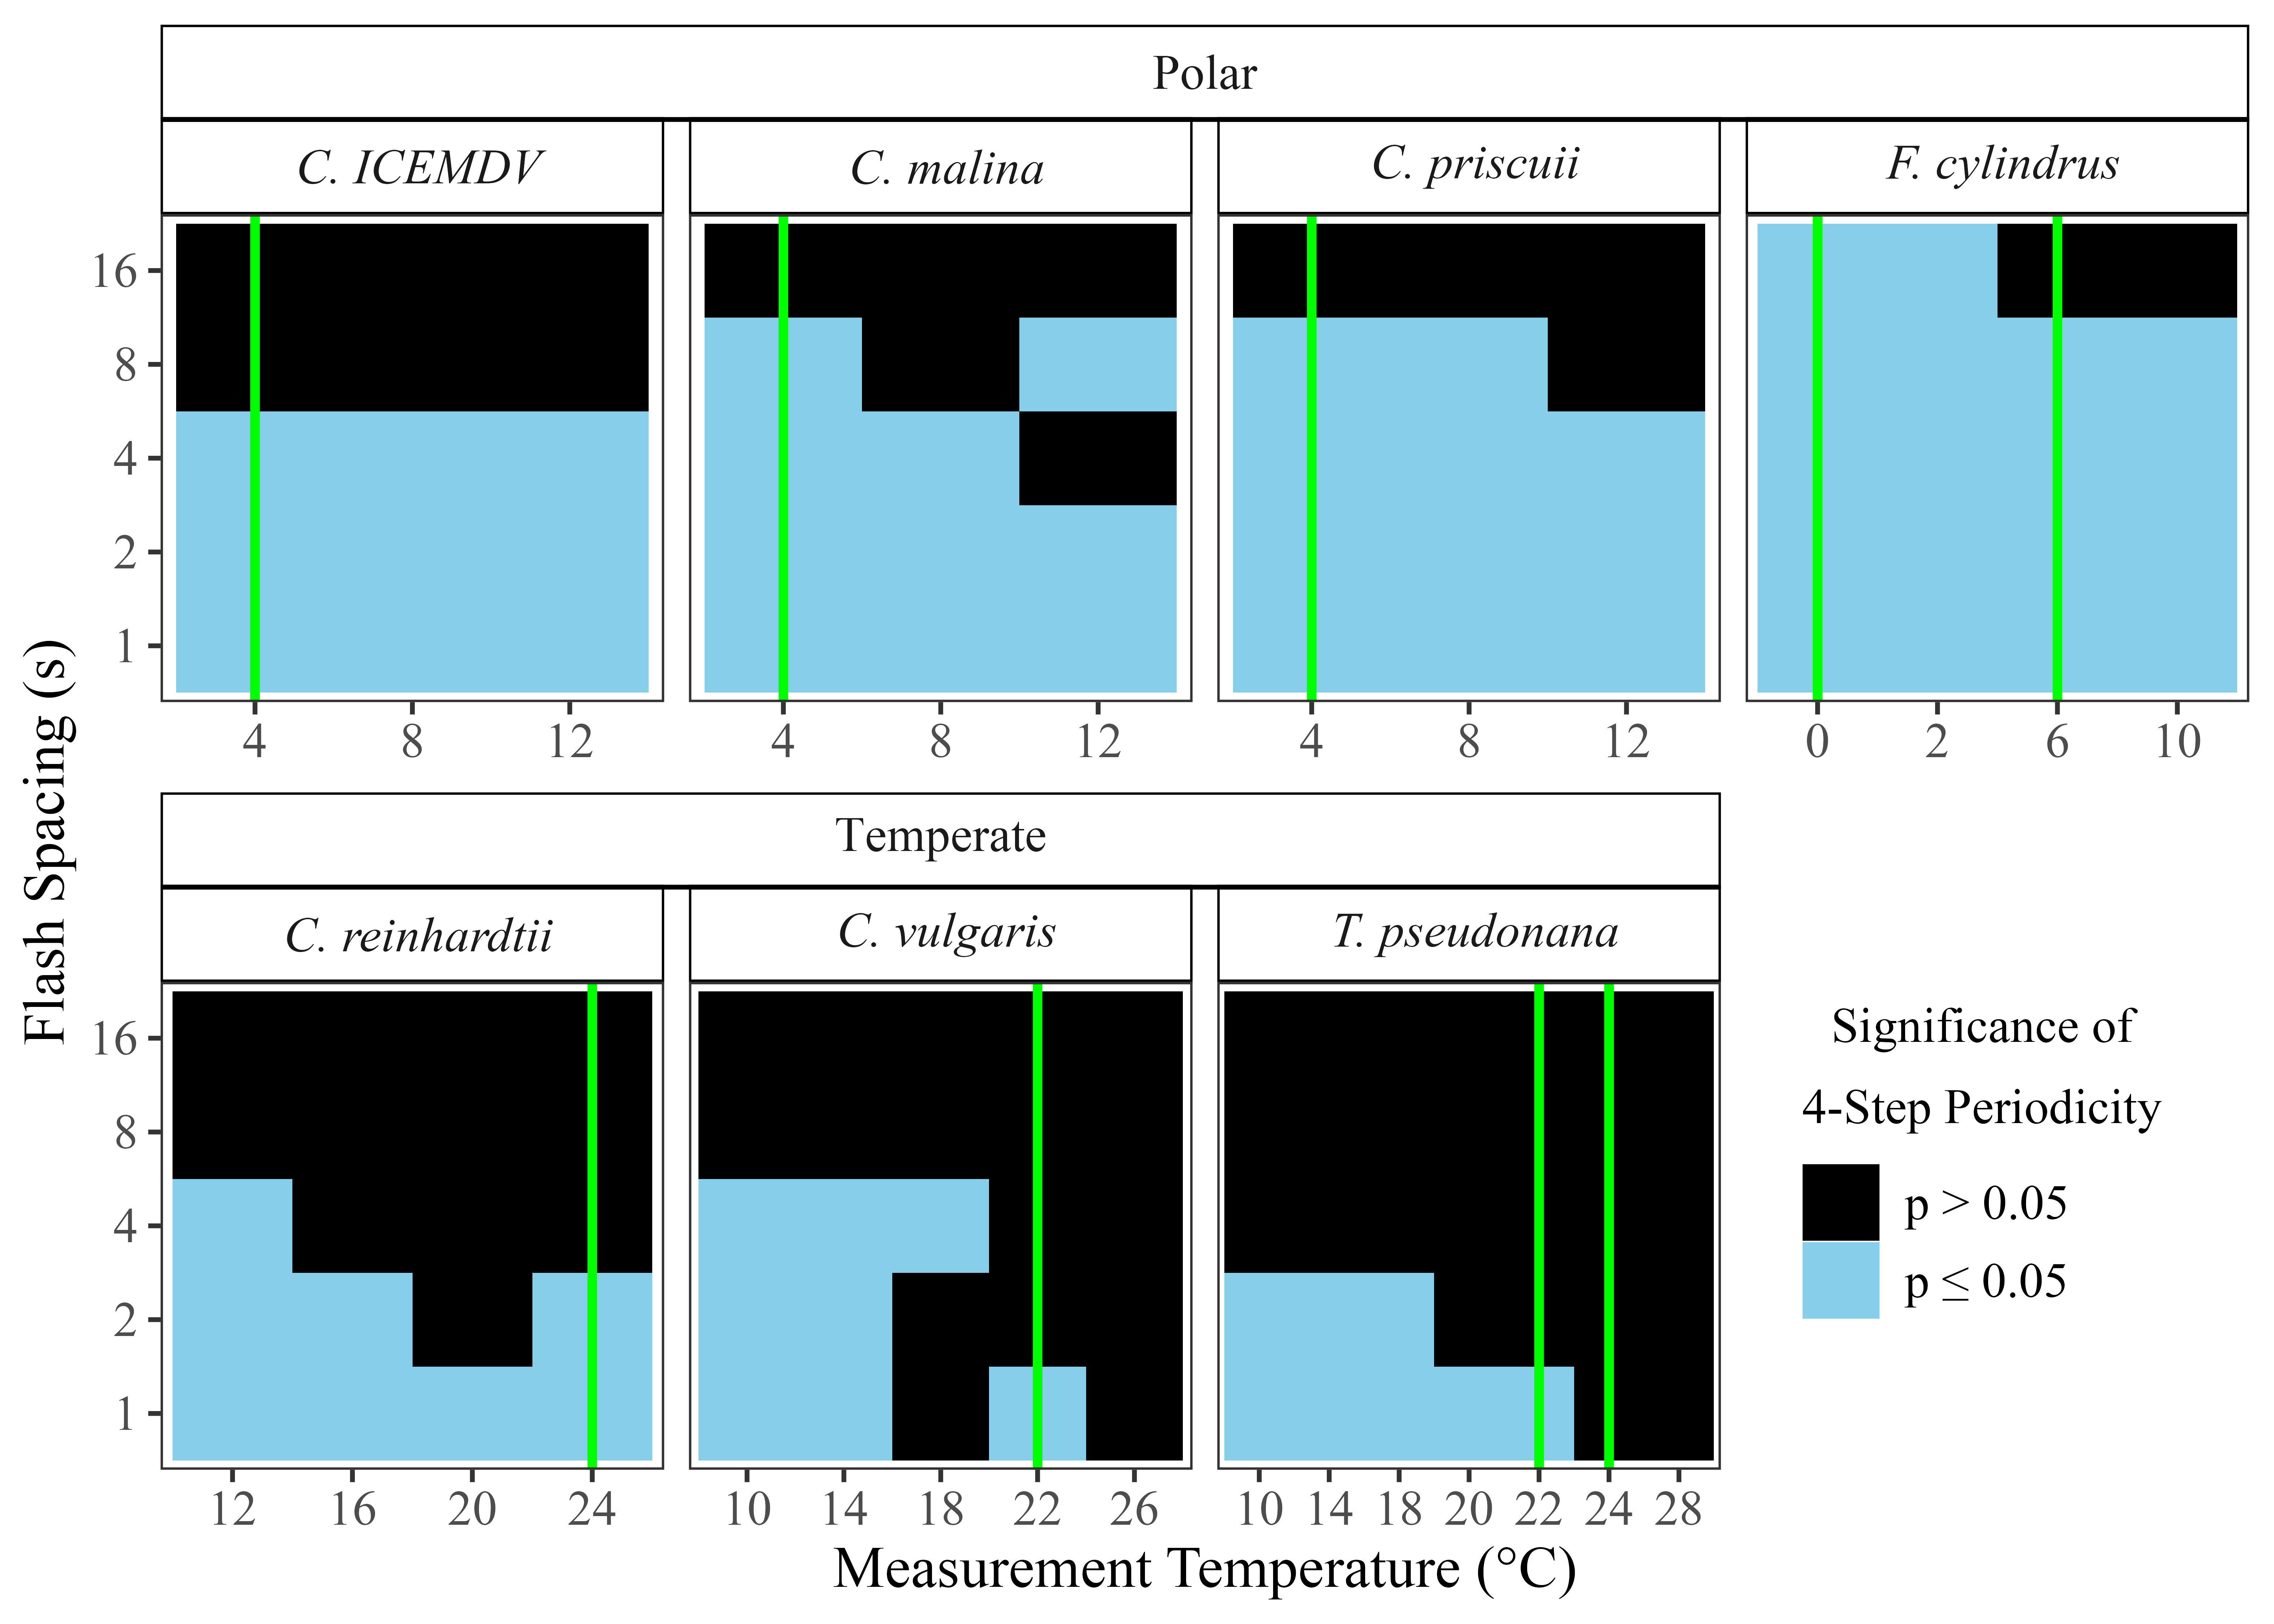 Polar
C. ICEMDV
C. malina
C. priscuii
F. cylindrus
16
8
4
2
1
4 8 12
4 8 12
4 8 12
0 2 6 10
Flash Spacing (s)
Temperate
C. reinhardtii
C. vulgaris
T. pseudonana
16
8
4
2
1
12 16 20 24
10 14 18 22 26
10 14 18 20 22 24 28
Measurement Temperature (°C)
Significance of
4-Step Periodicity
p > 0.05
p ≤ 0.05